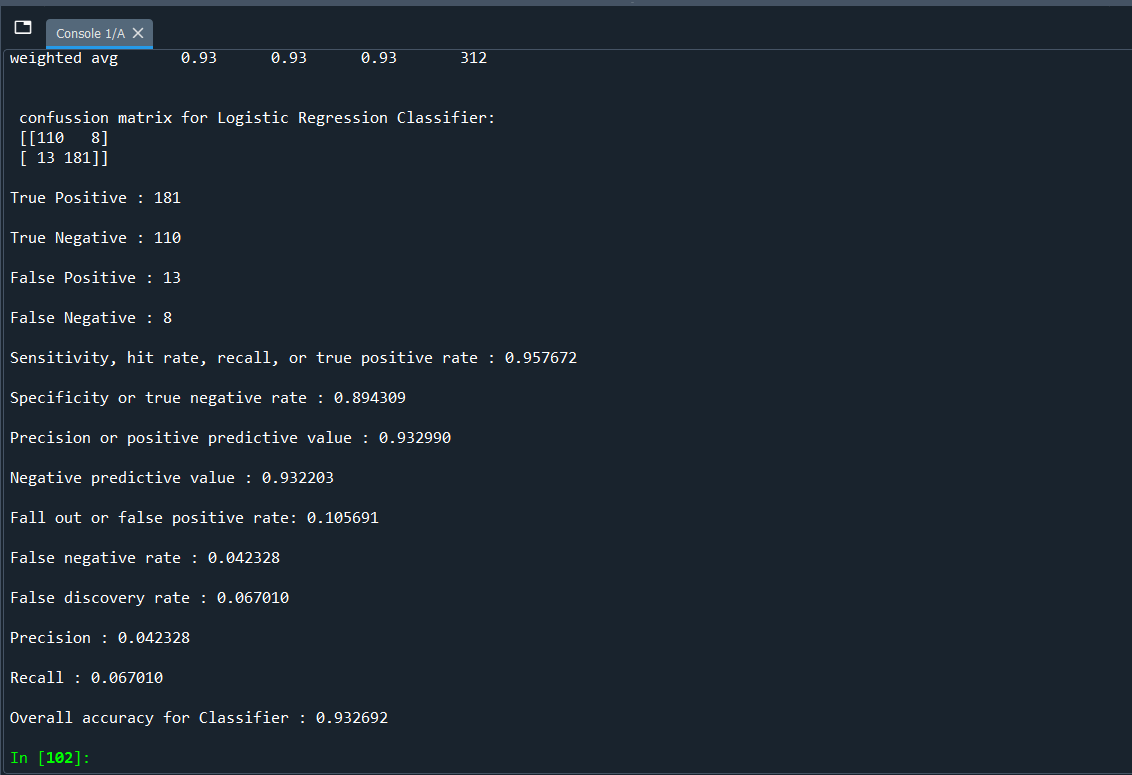 Console 1/A
weighted avg 0.93 0.93 0.93 312
confussion matrix for Logistic Regression Classifier:
[[110 8]
[ 13 181]]
True Positive : 181
True Negative : 110
False Positive : 13
False Negative : 8
Sensitivity, hit rate, recall, or true positive rate : 0.957672
Specificity or true negative rate : 0.894309
Precision or positive predictive value : 0.932990
Negative predictive value : 0.932203
Fall out or false positive rate: 0.105691
False negative rate : 0.042328
False discovery rate : 0.067010
Precision : 0.042328
Recall : 0.067010
Overall accuracy for Classifier : 0.932692
In [102]: